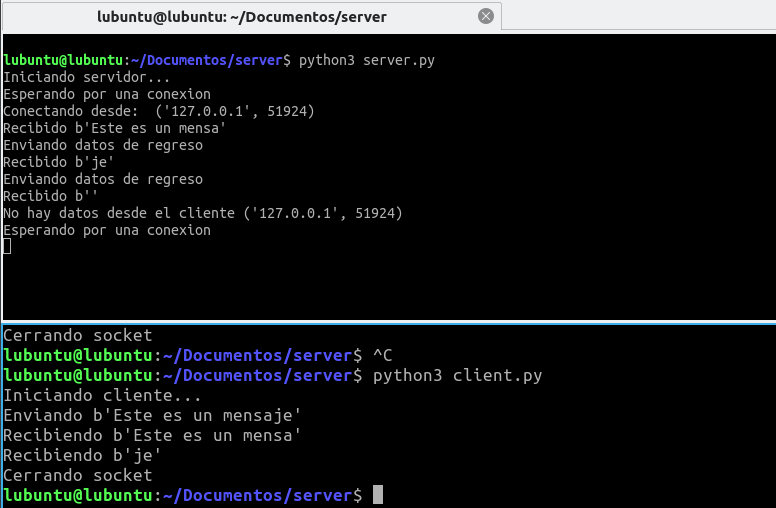 lubuntu@lubuntu: ~/Documentos/server
lubuntu@lubuntu:~/Documentos/server$ python3 server.py
Iniciando servidor...
Esperando por una conexion
Conectando desde:  ('127.0.0.1', 51924)
Recibido b'Este es un mensa'
Enviando datos de regreso
Recibido b'je'
Enviando datos de regreso
Recibido b''
No hay datos desde el cliente ('127.0.0.1', 51924)
Esperando por una conexion
Cerrando socket
lubuntu@lubuntu:~/Documentos/server$ ^C
lubuntu@lubuntu:~/Documentos/server$ python3 client.py
Iniciando cliente...
Enviando b'Este es un mensaje'
Recibiendo b'Este es un mensa'
Recibiendo b'je'
Cerrando socket
lubuntu@lubuntu:~/Documentos/server$